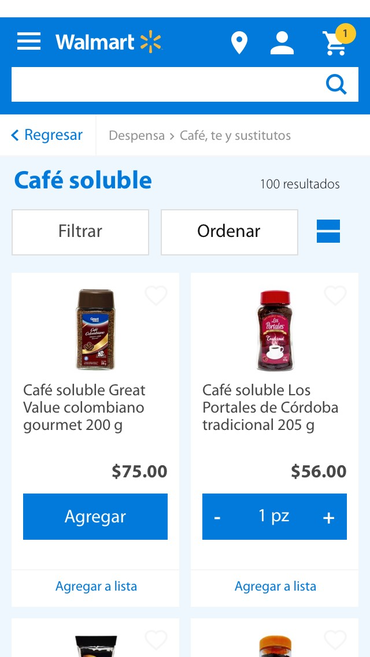 Walmart
1
Regresar
Despensa > Café, te y sustitutos
Café soluble
100 resultados
Filtrar
Ordenar
Café soluble Great
Value colombiano
gourmet 200 g
$75.00
Agregar
Agregar a lista
Los
Portales
Café soluble Los
Portales de Córdoba
tradicional 205 g
$56.00
- 1 pz +
Agregar a lista